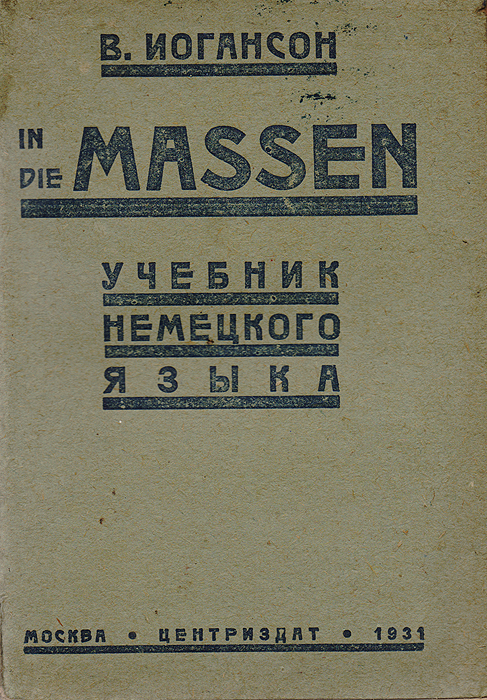 В. ИОГАНСОН
IN
DIE MASSEN
УЧЕБНИК
НЕМЕЦКОГО
ЯЗЫКА
МОСКВА • ЦЕНТРИЗДАТ • 1931